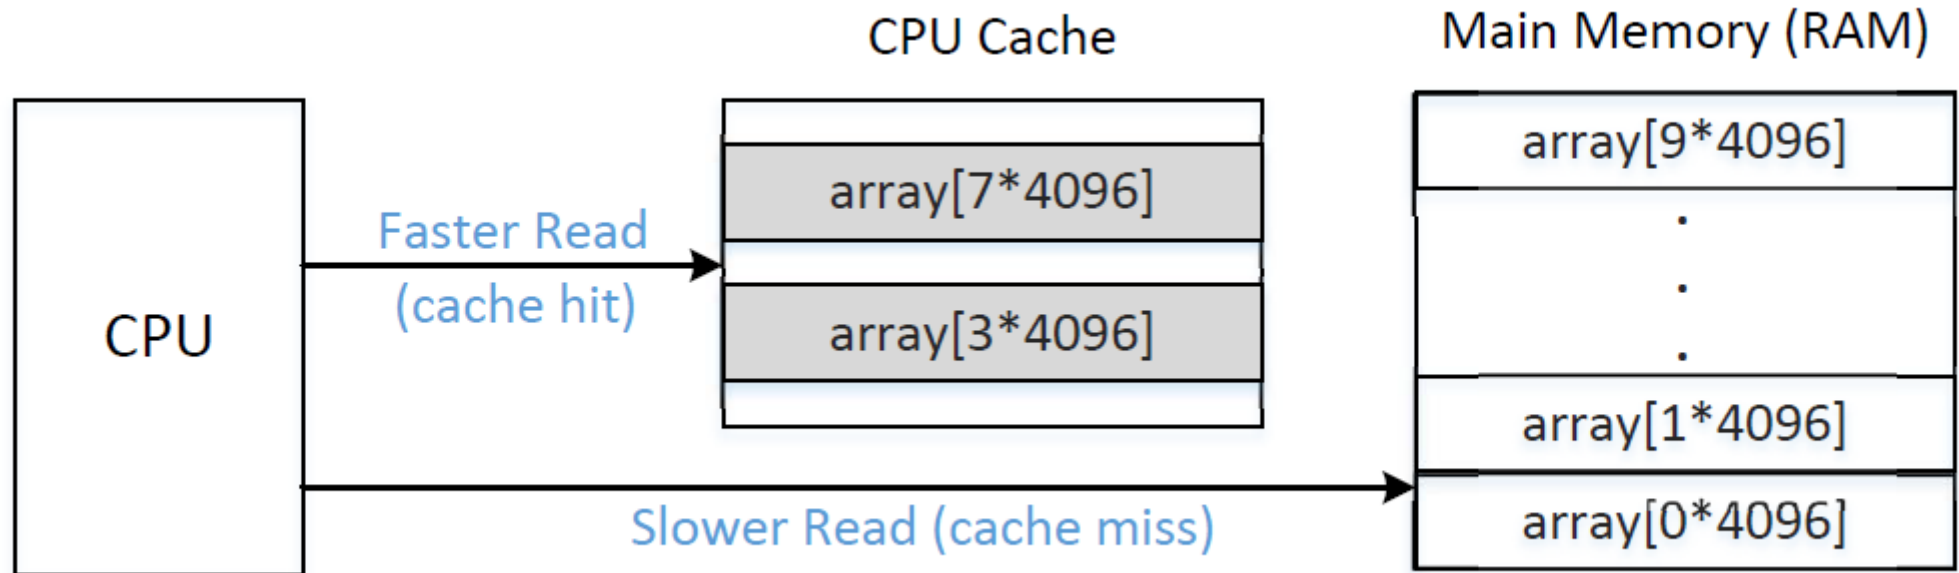 CPU Cache
Main Memory (RAM)
CPU
Faster Read
(cache hit)
Slower Read (cache miss)
array[7*4096]
array[3*4096]
array[9*4096]
.
.
.
array[1*4096]
array[0*4096]